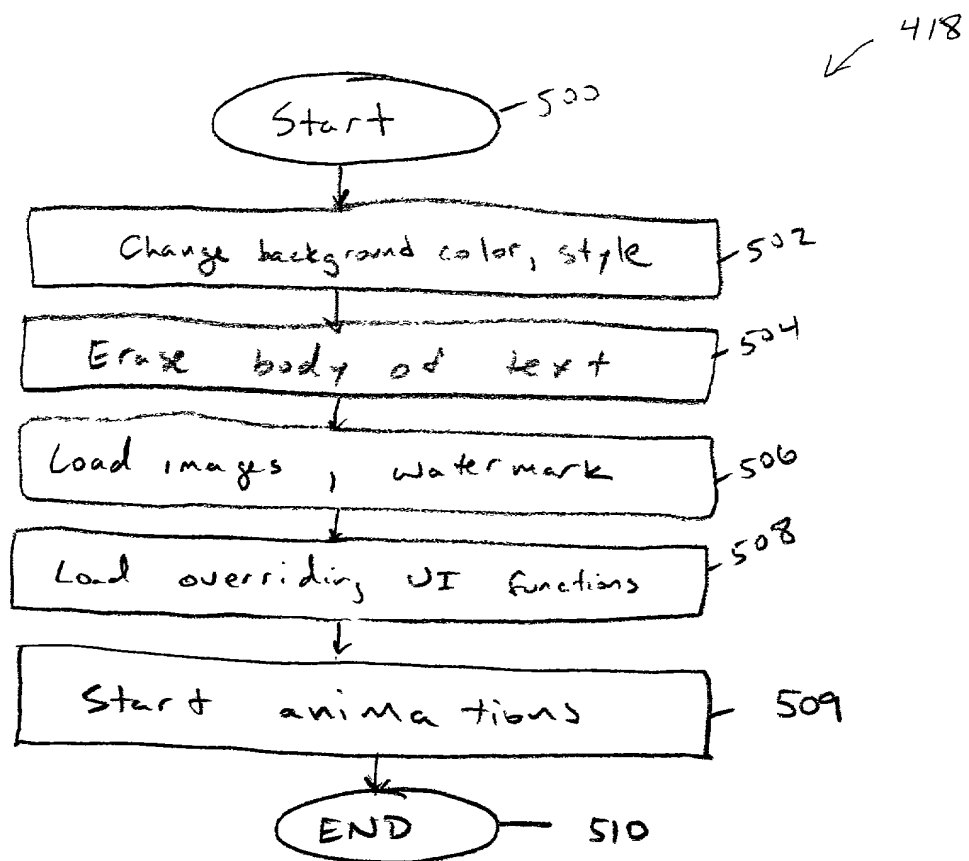 418
Start 500
Change background color, style 502
Erase body of text 504
Load images, watermark 506
Load overriding UI functions 508
Start animations 509
END 510